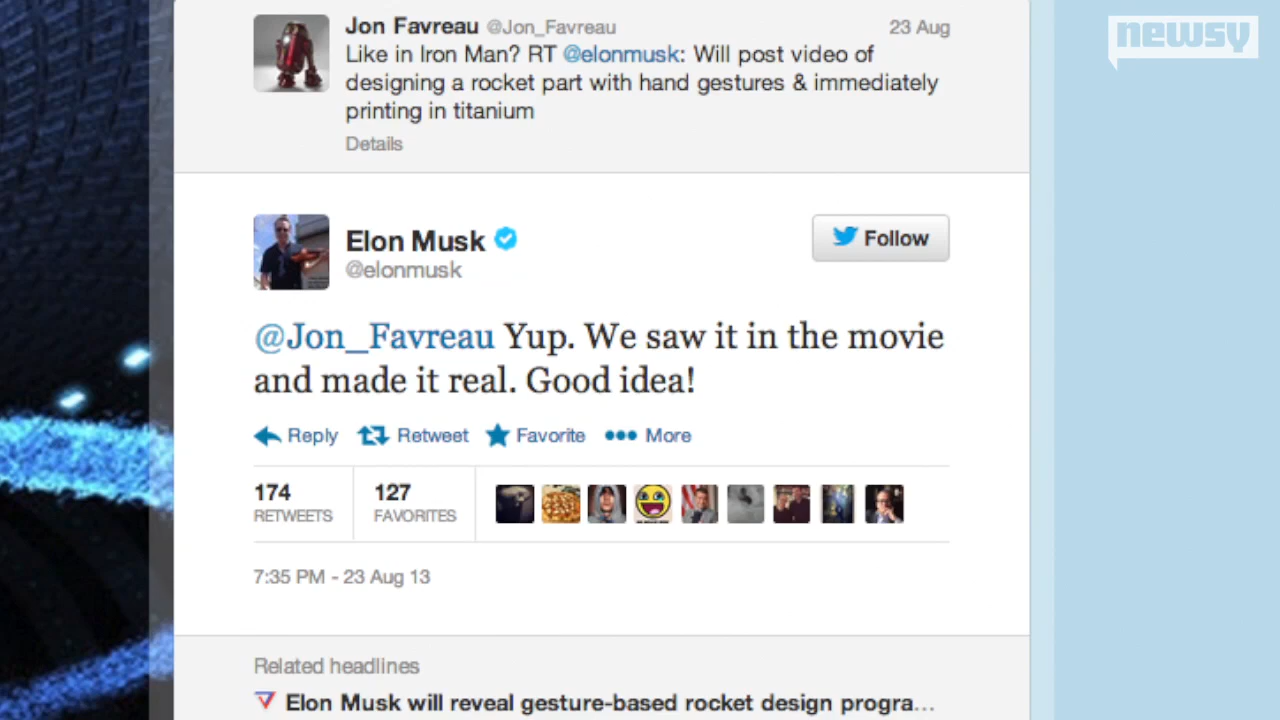 newsy
Jon Favreau @Jon_Favreau 23 Aug
Like in Iron Man? RT @elonmusk: Will post video of
designing a rocket part with hand gestures & immediately
printing in titanium
Details
Elon Musk
@elonmusk
Follow
@Jon_Favreau Yup. We saw it in the movie
and made it real. Good idea!
Reply Retweet Favorite More
174 127
RETWEETS FAVORITES
7:35 PM - 23 Aug 13
Related headlines
Elon Musk will reveal gesture-based rocket design progra...